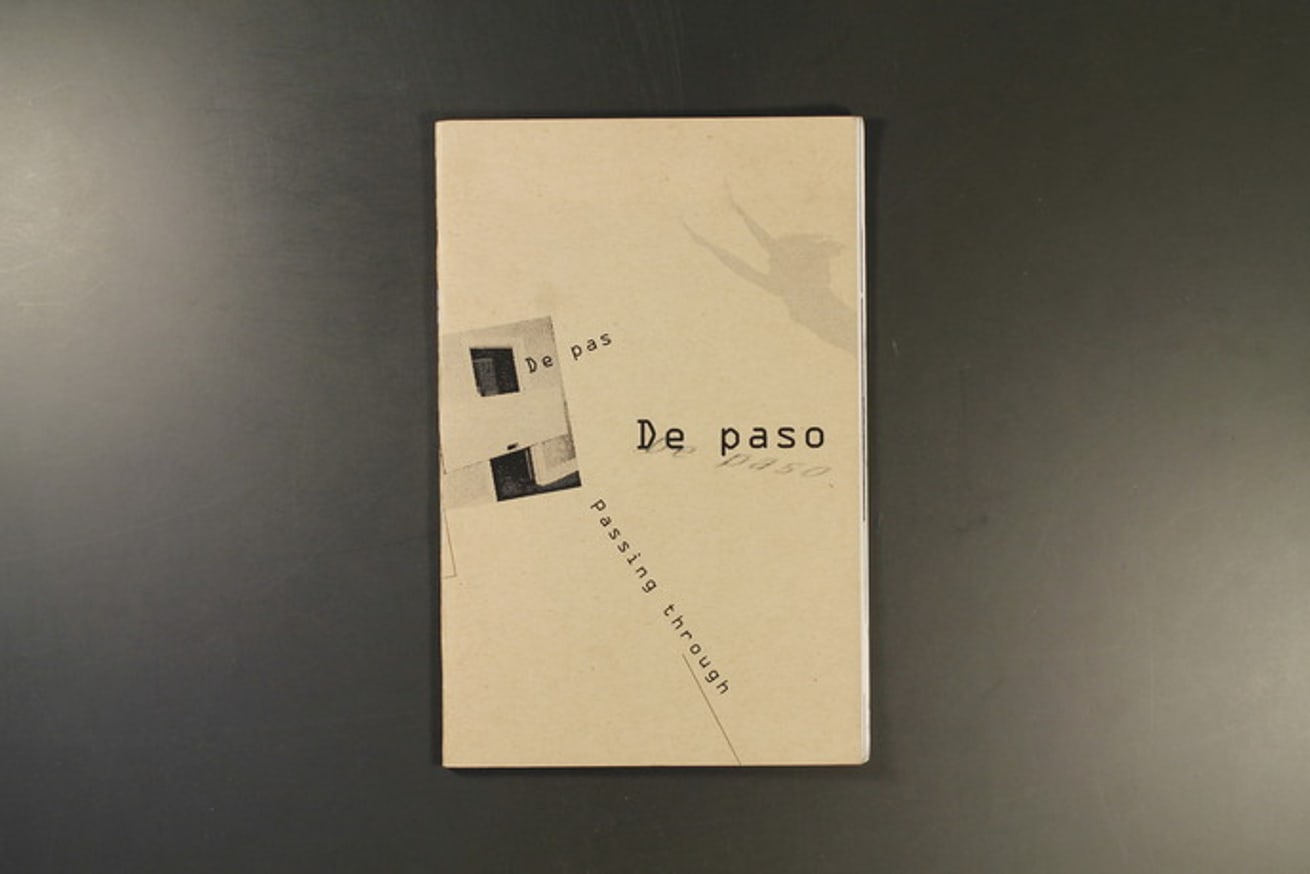 De pas
De paso
De paso
passing through